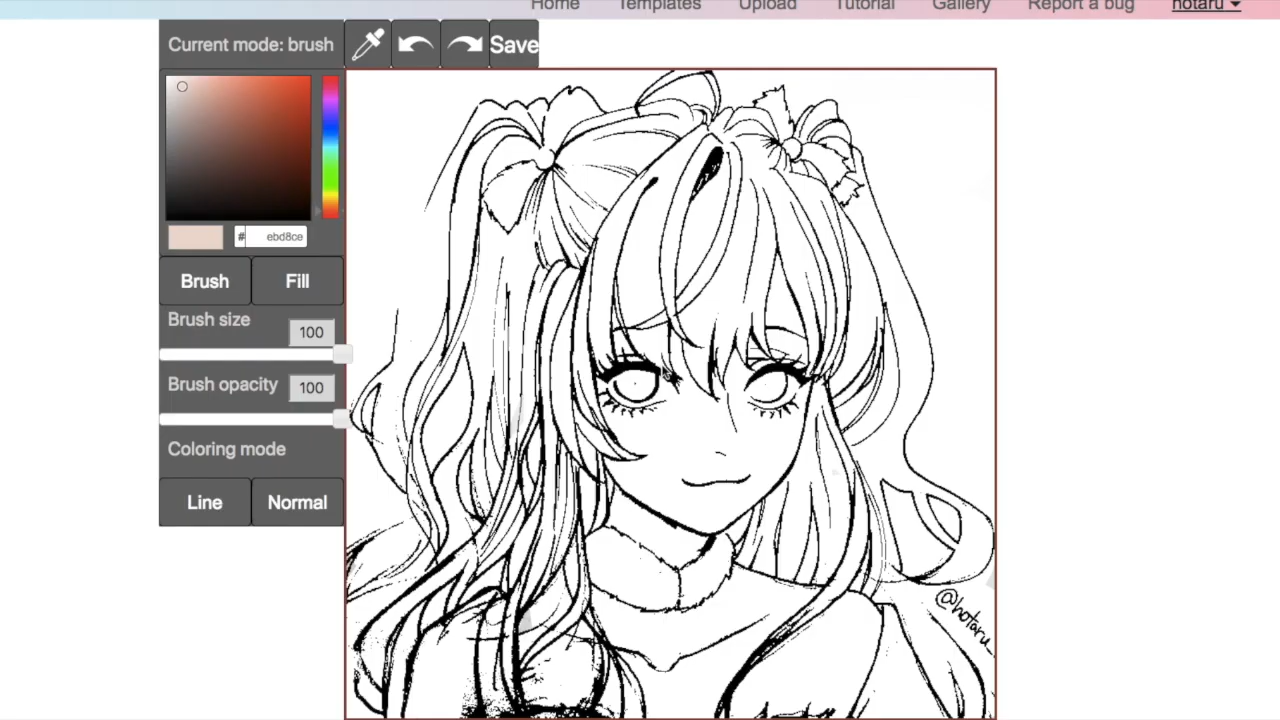 Home Templates Upload Tutorial Gallery Report a bug hotaru
Current mode: brush Save
# ebd8ce
Brush Fill
Brush size 100
Brush opacity 100
Coloring mode
Line Normal
@hotaru_